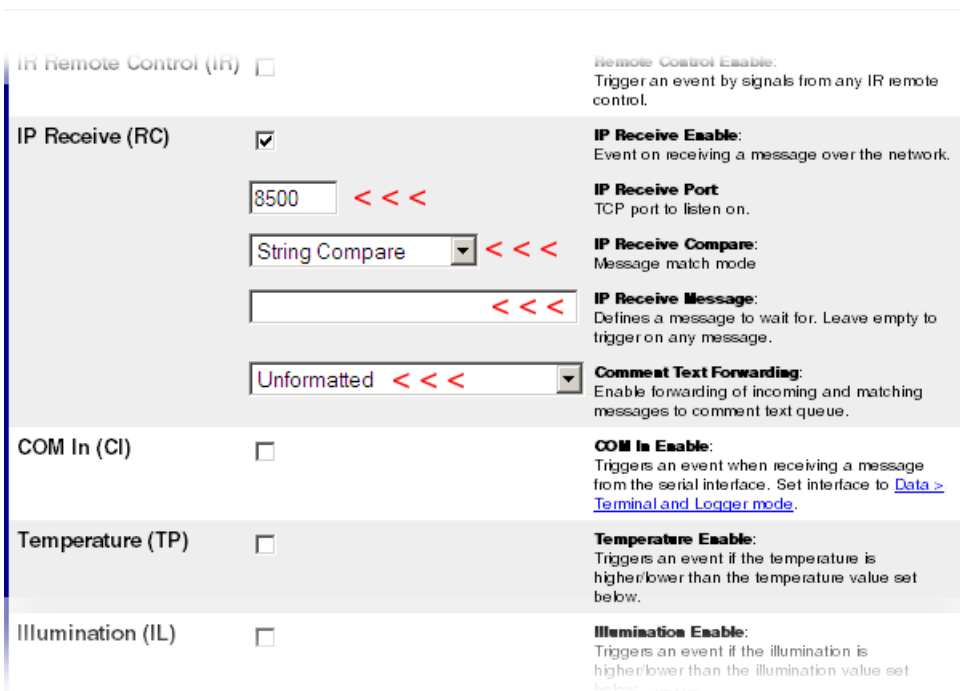 IR Remote Control (IR)
Remote Control Enable:
Trigger an event by signals from any IR remote
control.
IP Receive (RC)
IP Receive Enable:
Event on receiving a message over the network.
8500 < < <
IP Receive Port
TCP port to listen on.
String Compare < < <
IP Receive Compare:
Message match mode
< < <
IP Receive Message:
Defines a message to wait for. Leave empty to
trigger on any message.
Unformatted < < <
Comment Text Forwarding:
Enable forwarding of incoming and matching
messages to comment text queue.
COM In (CI)
COM In Enable:
Triggers an event when receiving a message
from the serial interface. Set interface to Data >
Terminal and Logger mode.
Temperature (TP)
Temperature Enable:
Triggers an event if the temperature is
higher/lower than the temperature value set
below.
Illumination (IL)
Illumination Enable:
Triggers an event if the illumination is
higher/lower than the illumination value set
below.